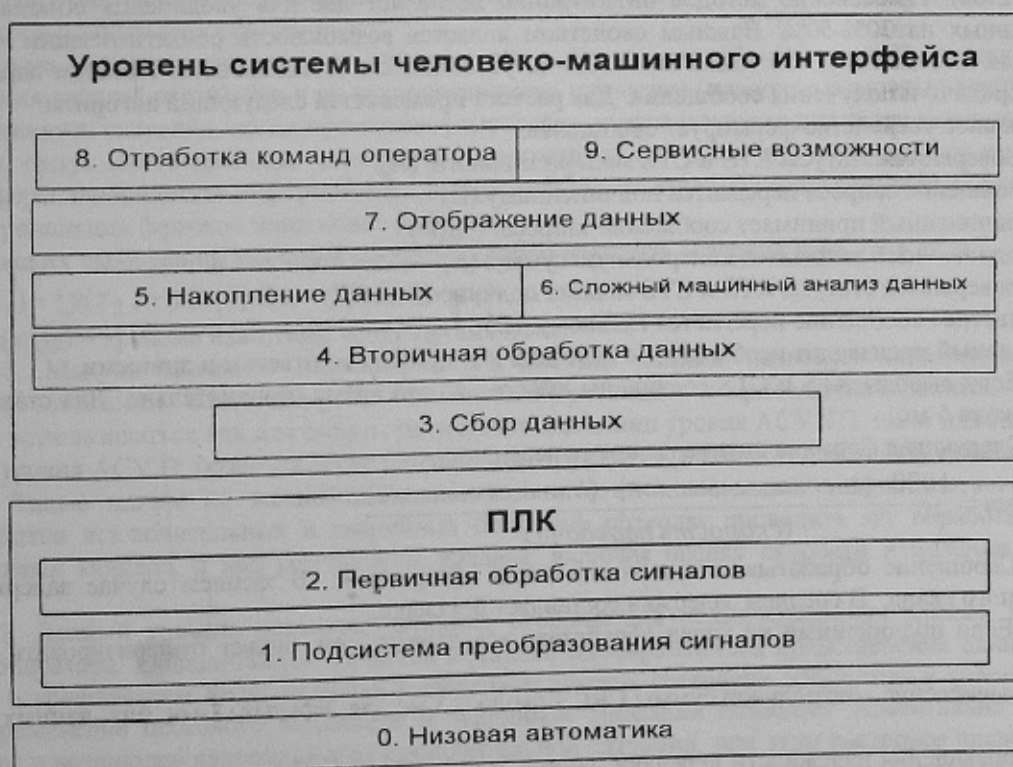 Уровень системы человеко-машинного интерфейса
8. Отработка команд оператора
9. Сервисные возможности
7. Отображение данных
5. Накопление данных
6. Сложный машинный анализ данных
4. Вторичная обработка данных
3. Сбор данных
ПЛК
2. Первичная обработка сигналов
1. Подсистема преобразования сигналов
0. Низовая автоматика